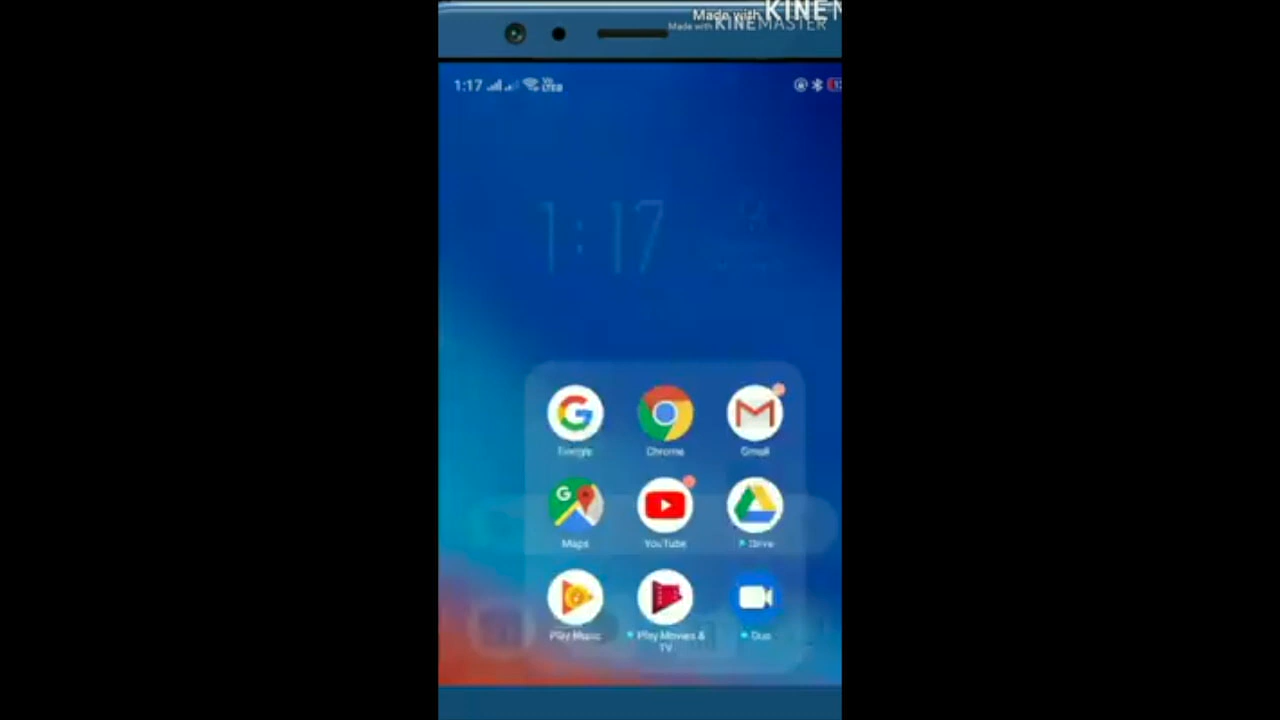 Made with KINEM
Made with KINEMASTER
1:17
1:17
Google Chrome Gmail
Maps YouTube Drive
Play Music Play Movies & Duo
TV